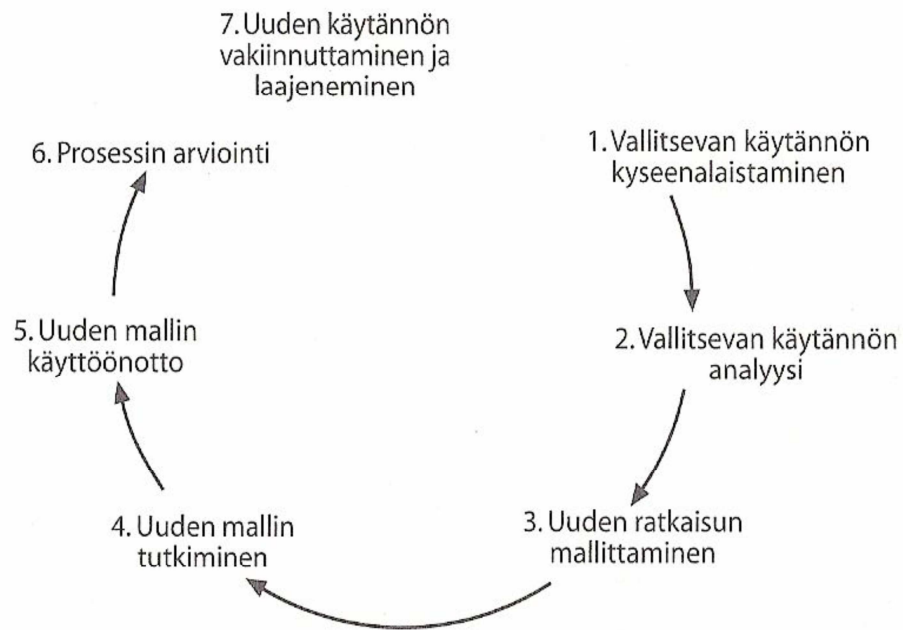 7. Uuden käytännön
vakiinnuttaminen ja
laajeneminen
1. Vallitsevan käytännön
kyseenalaistaminen
2. Vallitsevan käytännön
analyysi
3. Uuden ratkaisun
mallittaminen
4. Uuden mallin
tutkiminen
5. Uuden mallin
käyttöönotto
6. Prosessin arviointi